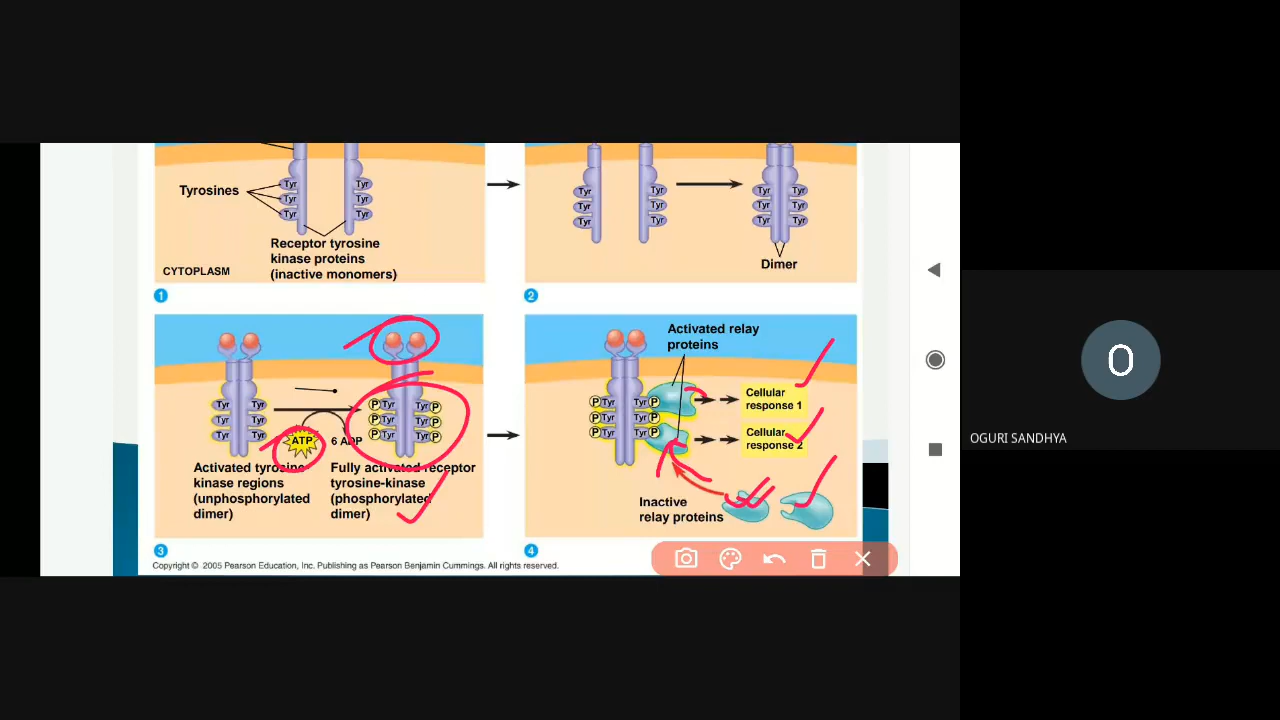 Tyrosines
Tyr
Tyr
Tyr
Tyr
Tyr
Tyr
Receptor tyrosine
kinase proteins
(inactive monomers)
CYTOPLASM
1
Tyr
Tyr
Tyr
Tyr
Tyr
Tyr
Tyr Tyr
Tyr Tyr
Tyr Tyr
Dimer
2
Tyr Tyr
Tyr Tyr
Tyr Tyr
ATP
6 ADP
P Tyr Tyr P
P Tyr Tyr P
P Tyr Tyr P
Activated tyrosine-
kinase regions
(unphosphorylated
dimer)
Fully activated receptor
tyrosine-kinase
(phosphorylated
dimer)
3
Activated relay
proteins
P Tyr Tyr P
P Tyr Tyr P
P Tyr Tyr P
Cellular
response 1
Cellular
response 2
Inactive
relay proteins
4
Copyright © 2005 Pearson Education, Inc. Publishing as Pearson Benjamin Cummings. All rights reserved.
O
OGURI SANDHYA